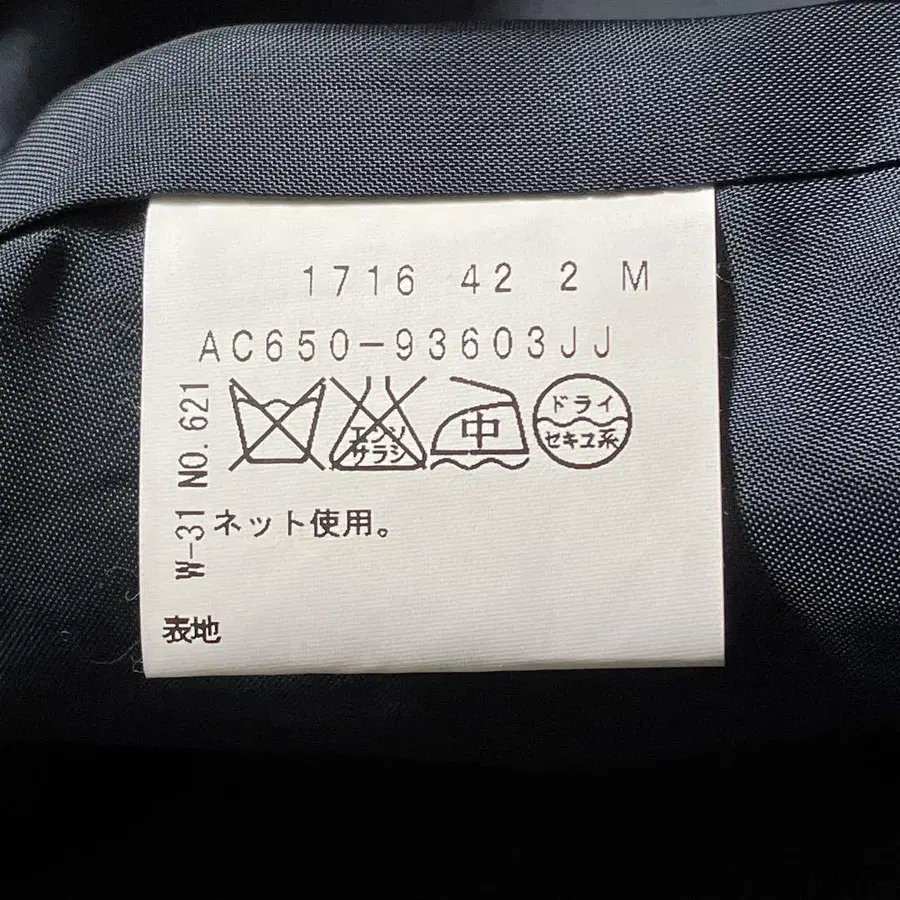 1716 42 2 M
AC650-93603JJ
W-31 NO.621
エンソ
サラシ
中
ドライ
セキユ系
ネット使用。
表地